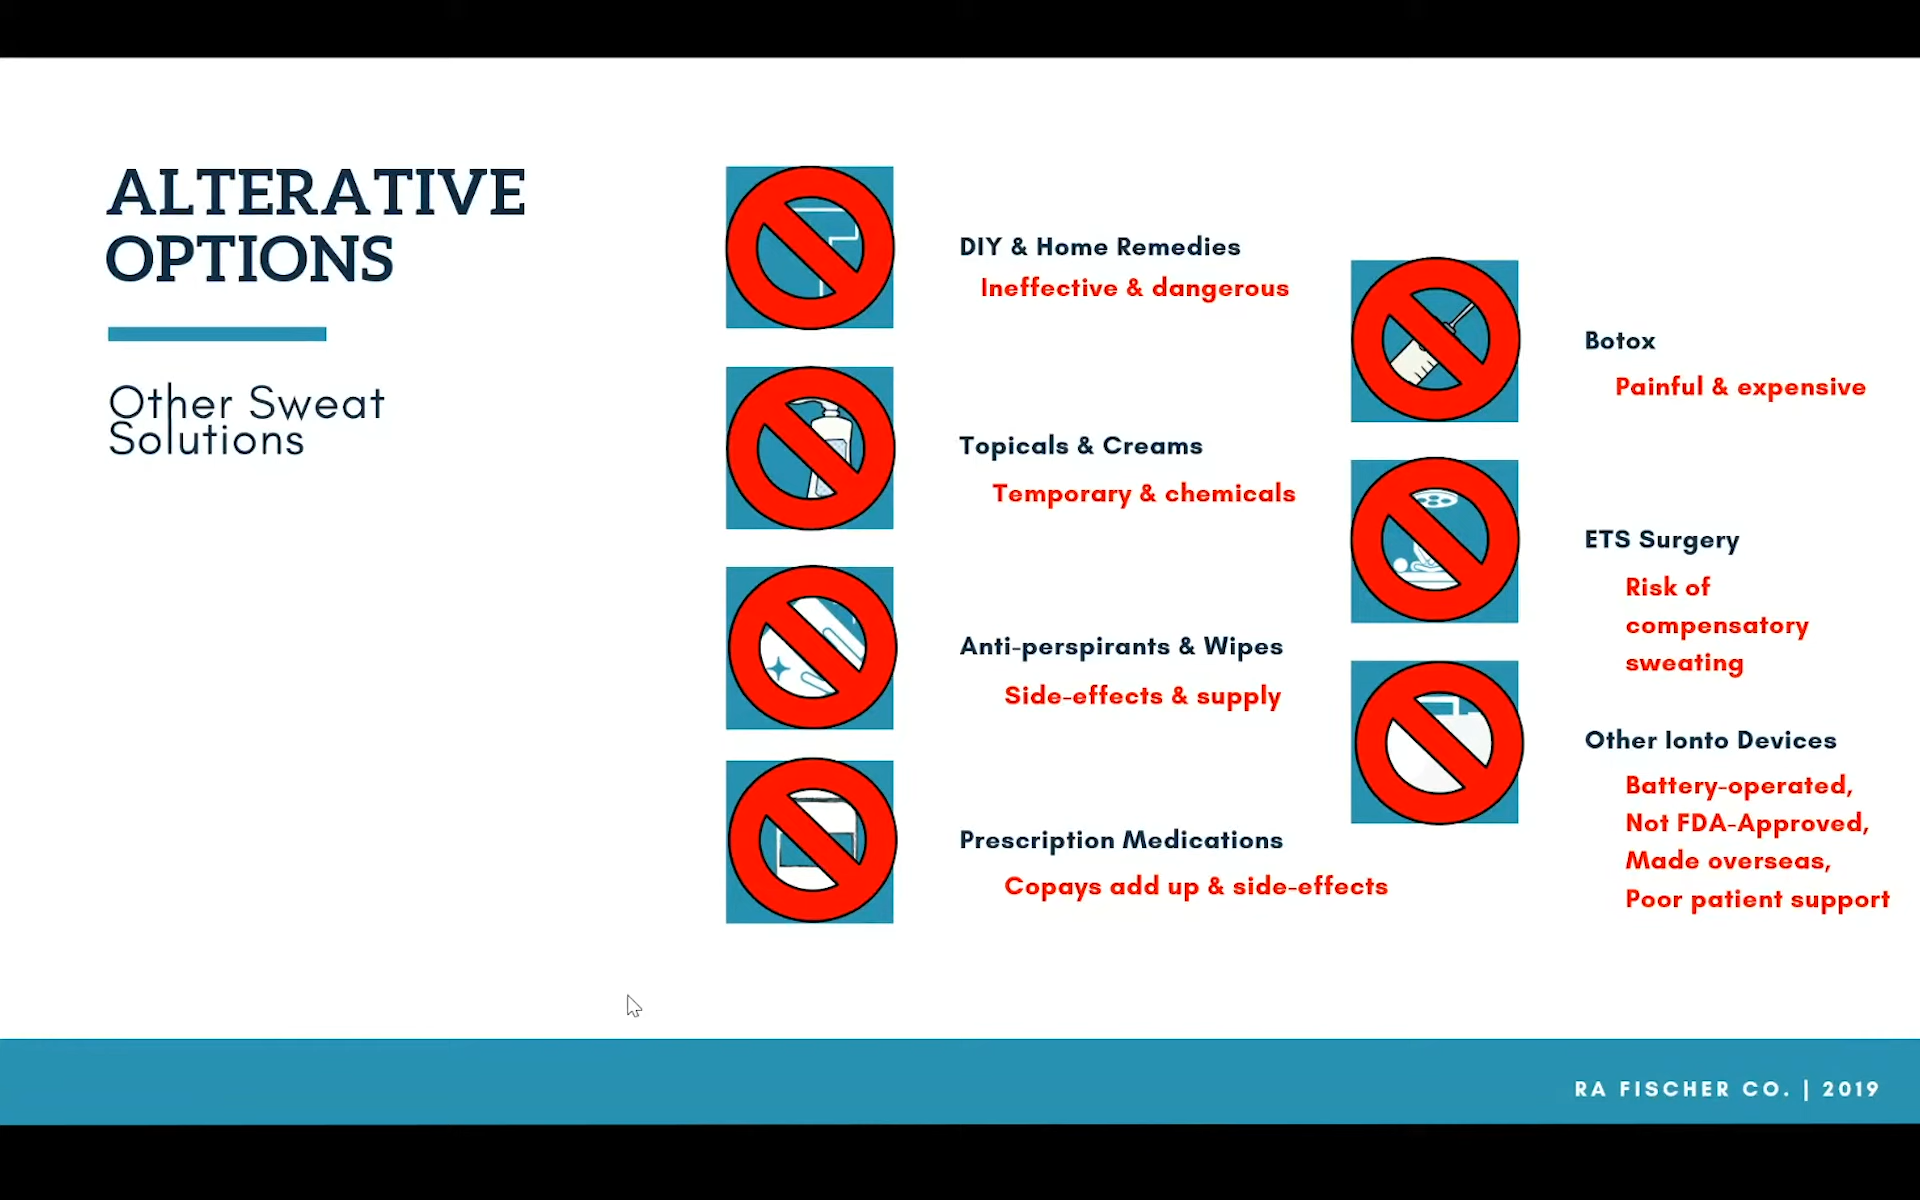 ALTERATIVE
OPTIONS
Other Sweat
Solutions
DIY & Home Remedies
Ineffective & dangerous
Topicals & Creams
Temporary & chemicals
Anti-perspirants & Wipes
Side-effects & supply
Prescription Medications
Copays add up & side-effects
Botox
Painful & expensive
ETS Surgery
Risk of
compensatory
sweating
Other Ionto Devices
Battery-operated,
Not FDA-Approved,
Made overseas,
Poor patient support
RA FISCHER CO. | 2019